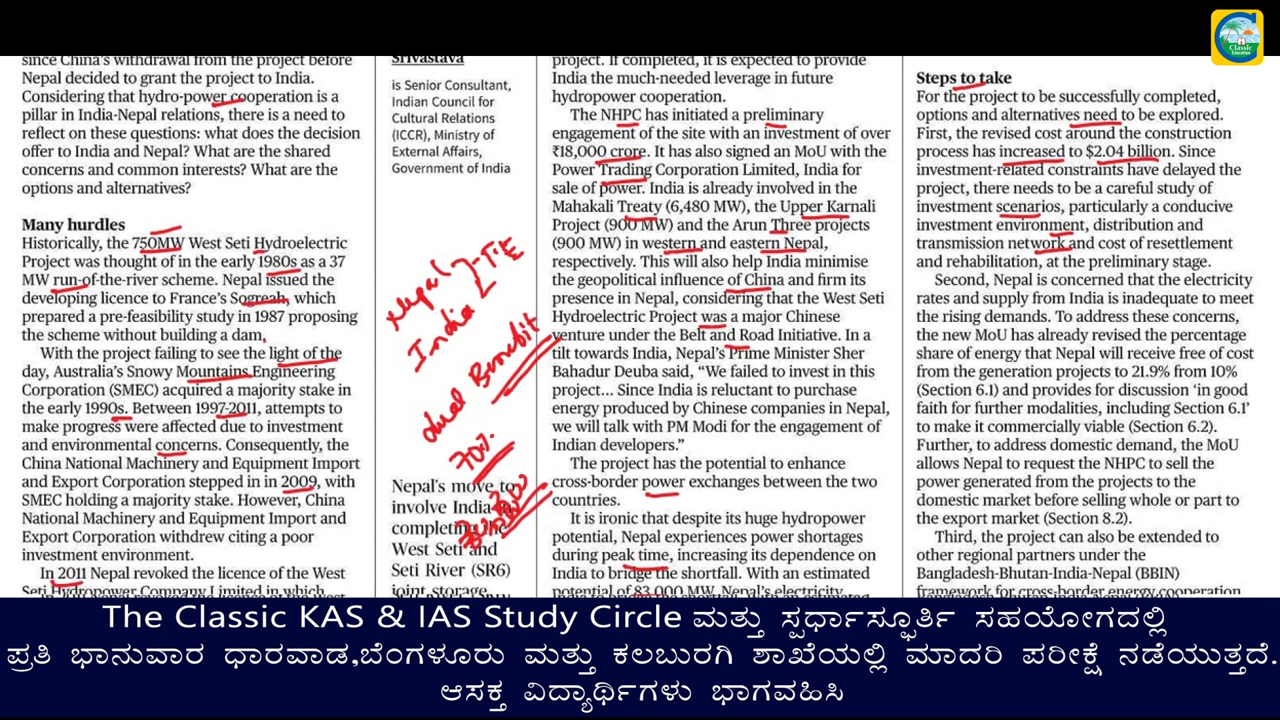 since China's withdrawal from the project before
Nepal decided to grant the project to India.
Considering that hydro-power cooperation is a
pillar in India-Nepal relations, there is a need to
reflect on these questions: what does the decision
offer to India and Nepal? What are the shared
concerns and common interests? What are the
options and alternatives?
Many hurdles
Historically, the 750MW West Seti Hydroelectric
Project was thought of in the early 1980s as a 37
MW run-of-the-river scheme. Nepal issued the
developing licence to France's Sogreah, which
prepared a pre-feasibility study in 1987 proposing
the scheme without building a dam.
With the project failing to see the light of the
day, Australia's Snowy Mountains Engineering
Corporation (SMEC) acquired a majority stake in
the early 1990s. Between 1997-2011, attempts to
make progress were affected due to investment
and environmental concerns. Consequently, the
China National Machinery and Equipment Import
and Export Corporation stepped in in 2009, with
SMEC holding a majority stake. However, China
National Machinery and Equipment Import and
Export Corporation withdrew citing a poor
investment environment.
In 2011 Nepal revoked the licence of the West
Seti Hydropower Company Limited in which
Srivastava
is Senior Consultant,
Indian Council for
Cultural Relations
(ICCR), Ministry of
External Affairs,
Government of India
Nepal
India
Tie
dual Benefit
70%
Nepal's move to
involve India in
completing the
West Seti and
Seti River (SR6)
joint storage
project. If completed, it is expected to provide
India the much-needed leverage in future
hydropower cooperation.
The NHPC has initiated a preliminary
engagement of the site with an investment of over
₹18,000 crore. It has also signed an MoU with the
Power Trading Corporation Limited, India for
sale of power. India is already involved in the
Mahakali Treaty (6,480 MW), the Upper Karnali
Project (900 MW) and the Arun Three projects
(900 MW) in western and eastern Nepal,
respectively. This will also help India minimise
the geopolitical influence of China and firm its
presence in Nepal, considering that the West Seti
Hydroelectric Project was a major Chinese
venture under the Belt and Road Initiative. In a
tilt towards India, Nepal's Prime Minister Sher
Bahadur Deuba said, “We failed to invest in this
project... Since India is reluctant to purchase
energy produced by Chinese companies in Nepal,
we will talk with PM Modi for the engagement of
Indian developers.”
The project has the potential to enhance
cross-border power exchanges between the two
countries.
It is ironic that despite its huge hydropower
potential, Nepal experiences power shortages
during peak time, increasing its dependence on
India to bridge the shortfall. With an estimated
potential of 83,000 MW, Nepal's electricity
Steps to take
For the project to be successfully completed,
options and alternatives need to be explored.
First, the revised cost around the construction
process has increased to $2.04 billion. Since
investment-related constraints have delayed the
project, there needs to be a careful study of
investment scenarios, particularly a conducive
investment environment, distribution and
transmission network and cost of resettlement
and rehabilitation, at the preliminary stage.
Second, Nepal is concerned that the electricity
rates and supply from India is inadequate to meet
the rising demands. To address these concerns,
the new MoU has already revised the percentage
share of energy that Nepal will receive free of cost
from the generation projects to 21.9% from 10%
(Section 6.1) and provides for discussion ‘in good
faith for further modalities, including Section 6.1’
to make it commercially viable (Section 6.2).
Further, to address domestic demand, the MoU
allows Nepal to request the NHPC to sell the
power generated from the projects to the
domestic market before selling whole or part to
the export market (Section 8.2).
Third, the project can also be extended to
other regional partners under the
Bangladesh-Bhutan-India-Nepal (BBIN)
framework for cross-border energy cooperation
Classic
Education
The Classic KAS & IAS Study Circle ಮತ್ತು ಸ್ಪರ್ಧಾಸ್ಫೂರ್ತಿ ಸಹಯೋಗದಲ್ಲಿ
ಪ್ರತಿ ಭಾನುವಾರ ಧಾರವಾಡ,ಬೆಂಗಳೂರು ಮತ್ತು ಕಲಬುರಗಿ ಶಾಖೆಯಲ್ಲಿ ಮಾದರಿ ಪರೀಕ್ಷೆ ನಡೆಯುತ್ತದೆ.
ಆಸಕ್ತ ವಿದ್ಯಾರ್ಥಿಗಳು ಭಾಗವಹಿಸಿ